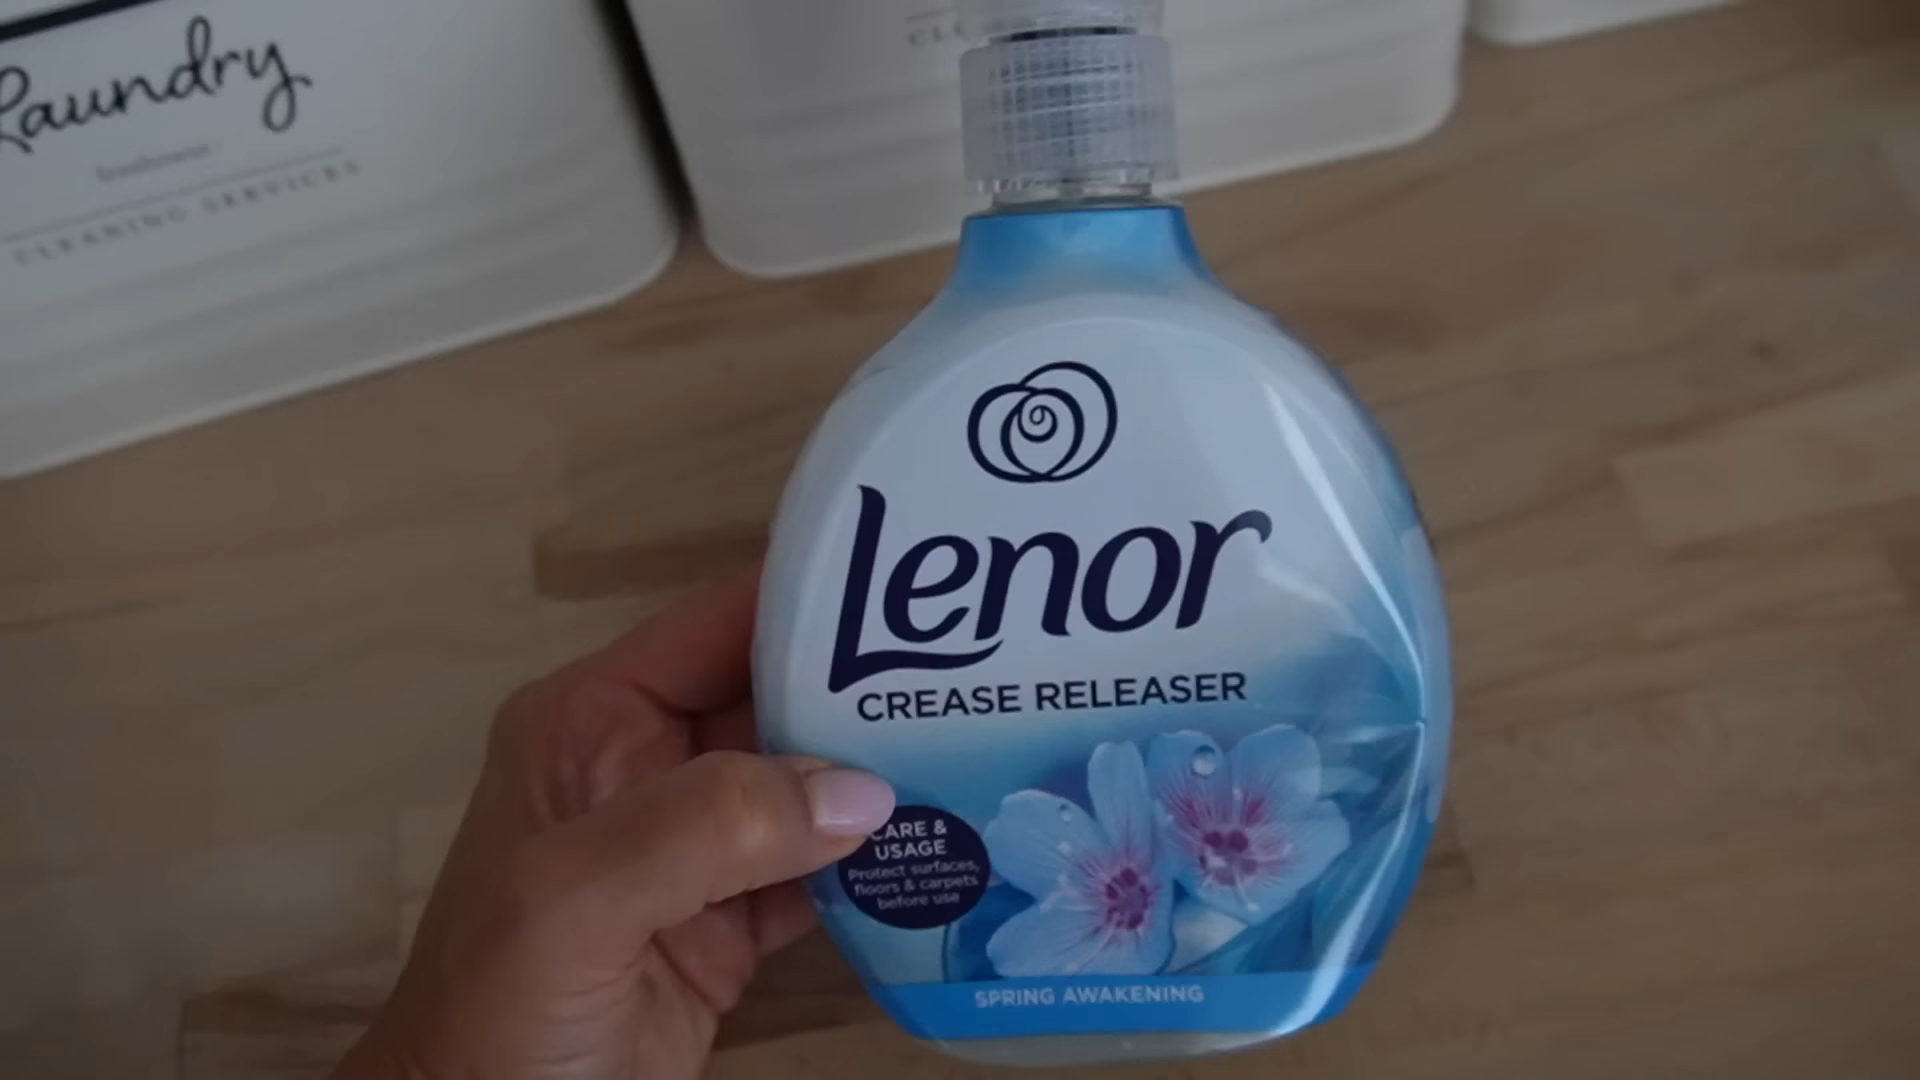 Laundry
CLEANING SERVICES
Lenor
CREASE RELEASER
CARE &
USAGE
Protect surfaces,
floors & carpets
before use
SPRING AWAKENING